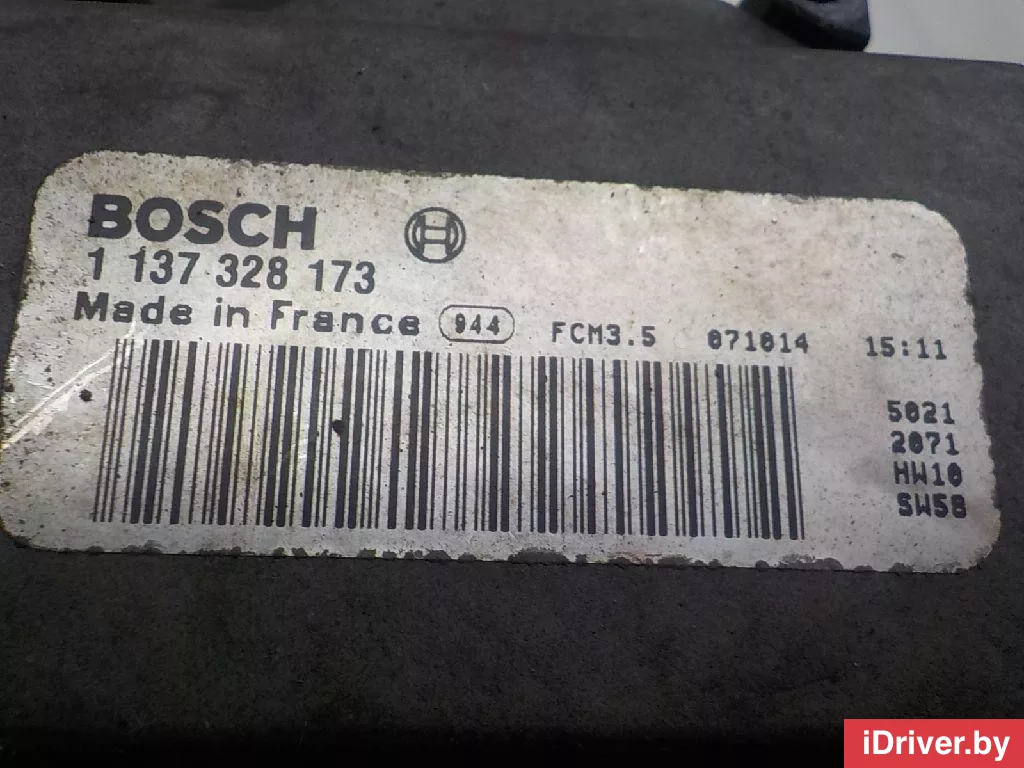 BOSCH
1 137 328 173
Made in France 944 FCM3.5 071014 15:11
5021
2071
HW10
SW58
iDriver.by